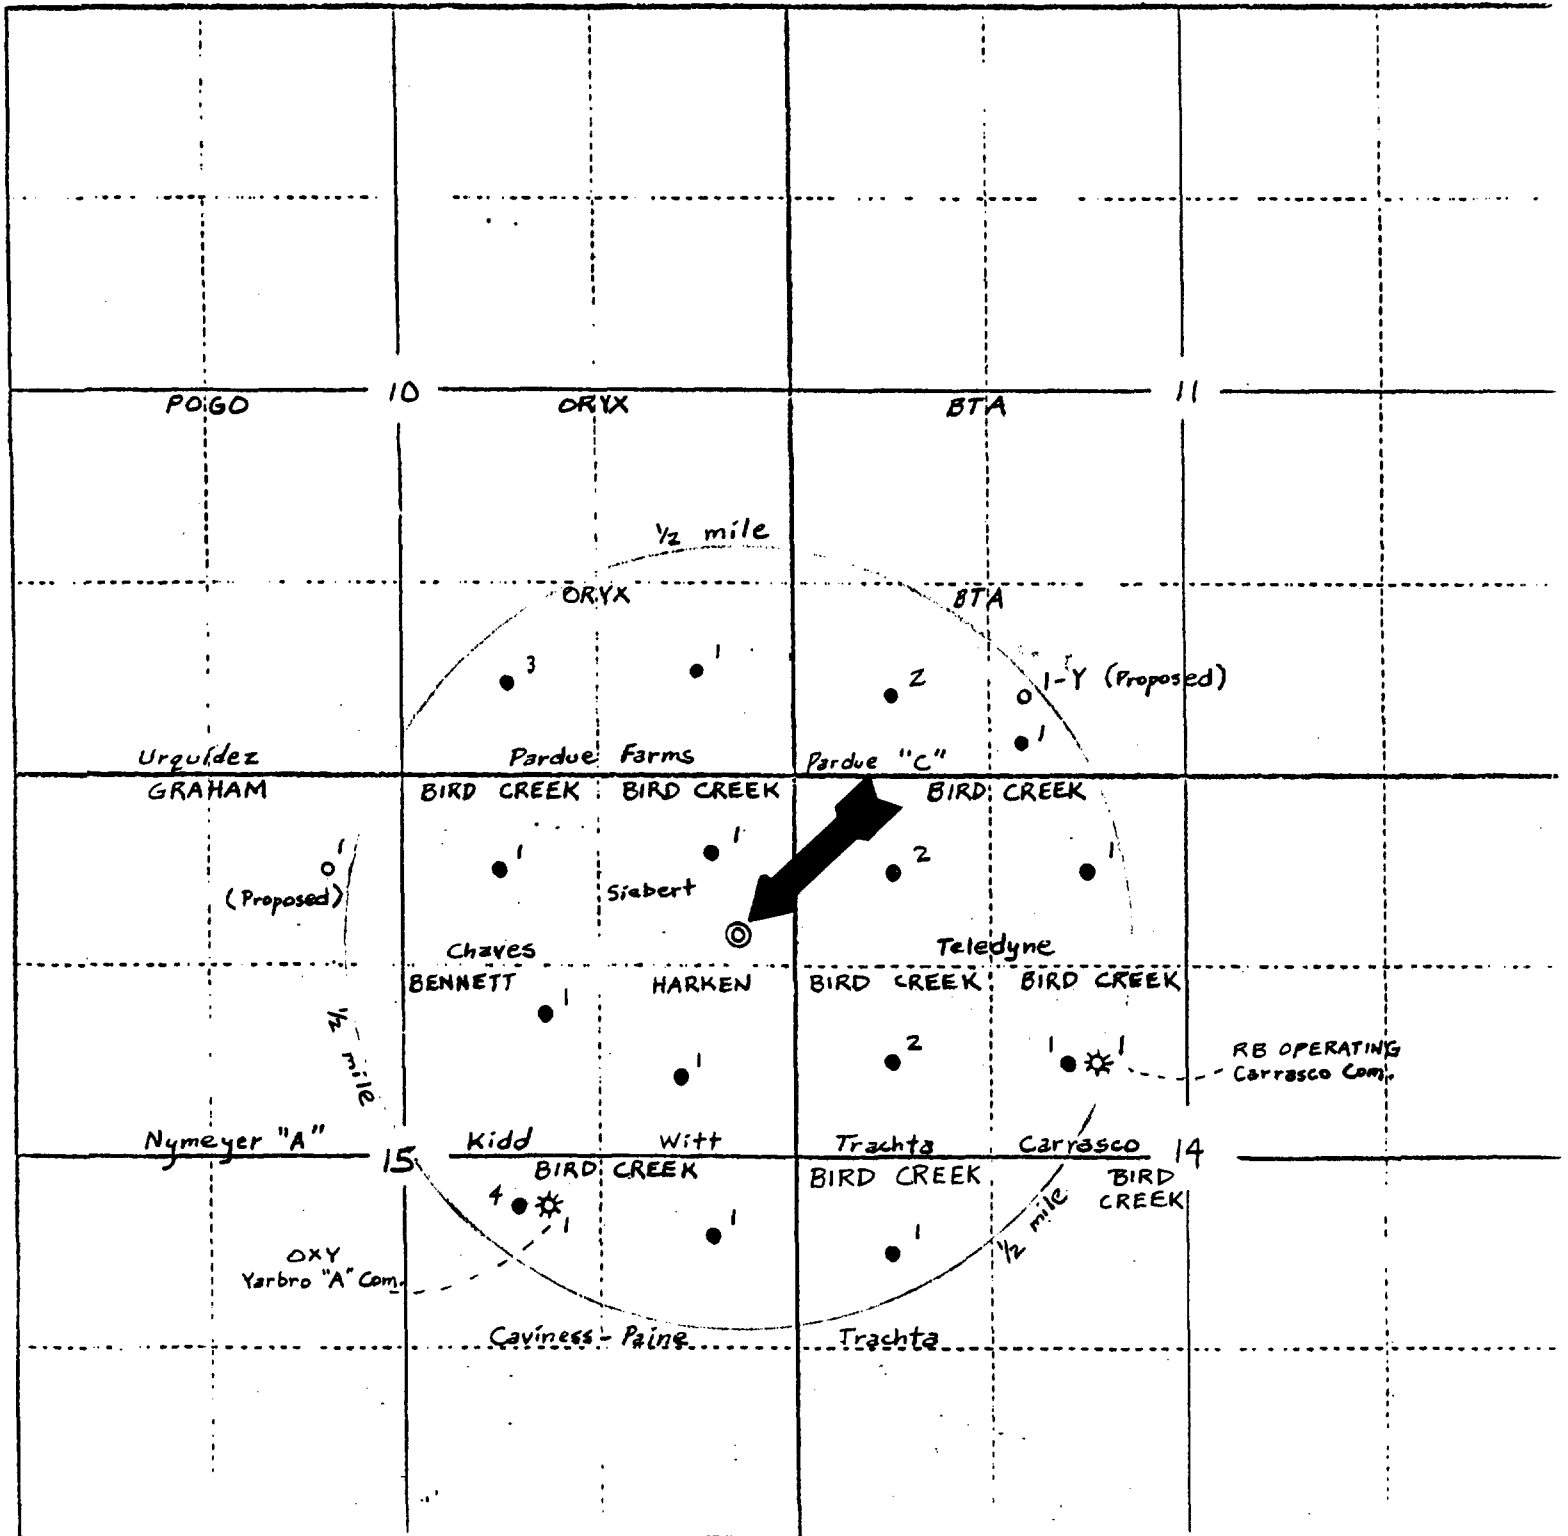 POGO 10 ORYX BTA 11
1/2 mile
ORYX BTA
3 1 2 1-Y (Proposed)
1
Urquidez Pardue Farms Pardue "C"
GRAHAM BIRD CREEK BIRD CREEK BIRD CREEK
1 1 1 2 1
(Proposed) Siebert
Chaves Teledyne
BENNETT HARKEN BIRD CREEK BIRD CREEK
1
1/2 mile
1 2 1 1
RB OPERATING
Carrasco Com.
Nymeyer "A" Kidd Witt Trachta Carrasco
15 14
BIRD CREEK BIRD CREEK BIRD
CREEK
4 1 1 1
1/2 mile
OXY
Yarbro "A" Com.
Caviness-Paine Trachta